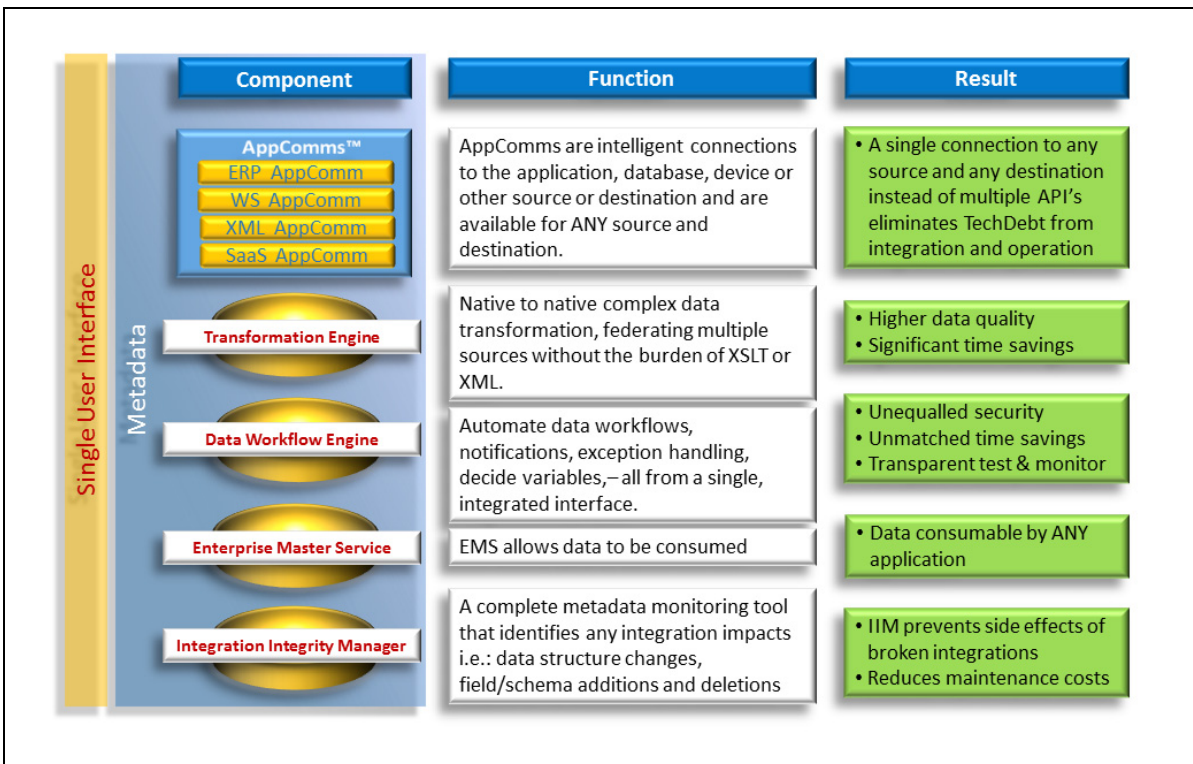 Single User Interface
Metadata
Component
Function
Result
AppComms™
ERP AppComm
WS AppComm
XML AppComm
SaaS AppComm
AppComms are intelligent connections
to the application, database, device or
other source or destination and are
available for ANY source and
destination.
• A single connection to any
source and any destination
instead of multiple API's
eliminates TechDebt from
integration and operation
Transformation Engine
Native to native complex data
transformation, federating multiple
sources without the burden of XSLT or
XML.
• Higher data quality
• Significant time savings
Data Workflow Engine
Automate data workflows,
notifications, exception handling,
decide variables,– all from a single,
integrated interface.
• Unequalled security
• Unmatched time savings
• Transparent test & monitor
Enterprise Master Service
EMS allows data to be consumed
• Data consumable by ANY
application
Integration Integrity Manager
A complete metadata monitoring tool
that identifies any integration impacts
i.e.: data structure changes,
field/schema additions and deletions
• IIM prevents side effects of
broken integrations
• Reduces maintenance costs